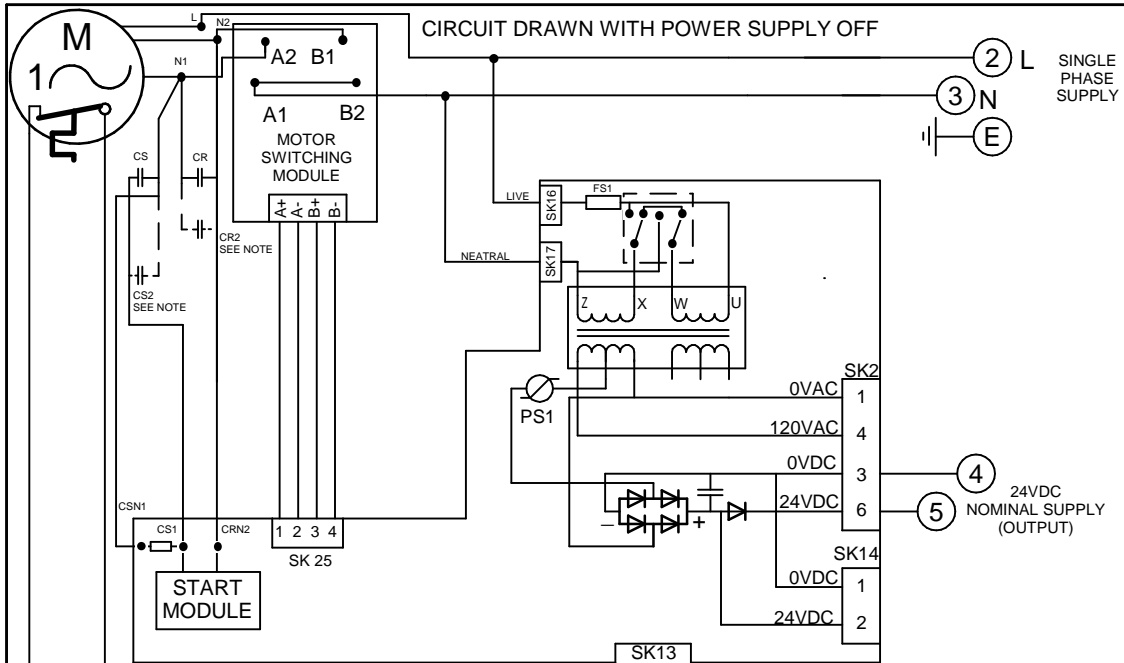 CIRCUIT DRAWN WITH POWER SUPPLY OFF
L
N2
M
1
N1
A2 B1
A1 B2
MOTOR
SWITCHING
MODULE
A+ A- B+ B-
2 L
3 N
E
SINGLE
PHASE
SUPPLY
CS
CR
CR2
SEE NOTE
CS2
SEE NOTE
LIVE
SK16
FS1
NEATRAL
SK17
Z X W U
PS1
SK2
0VAC 1
120VAC 4
0VDC 3
24VDC 6
4
5
24VDC
NOMINAL SUPPLY
(OUTPUT)
– +
SK14
0VDC 1
24VDC 2
CSN1
CS1
CRN2
1 2 3 4
SK 25
START
MODULE
SK13